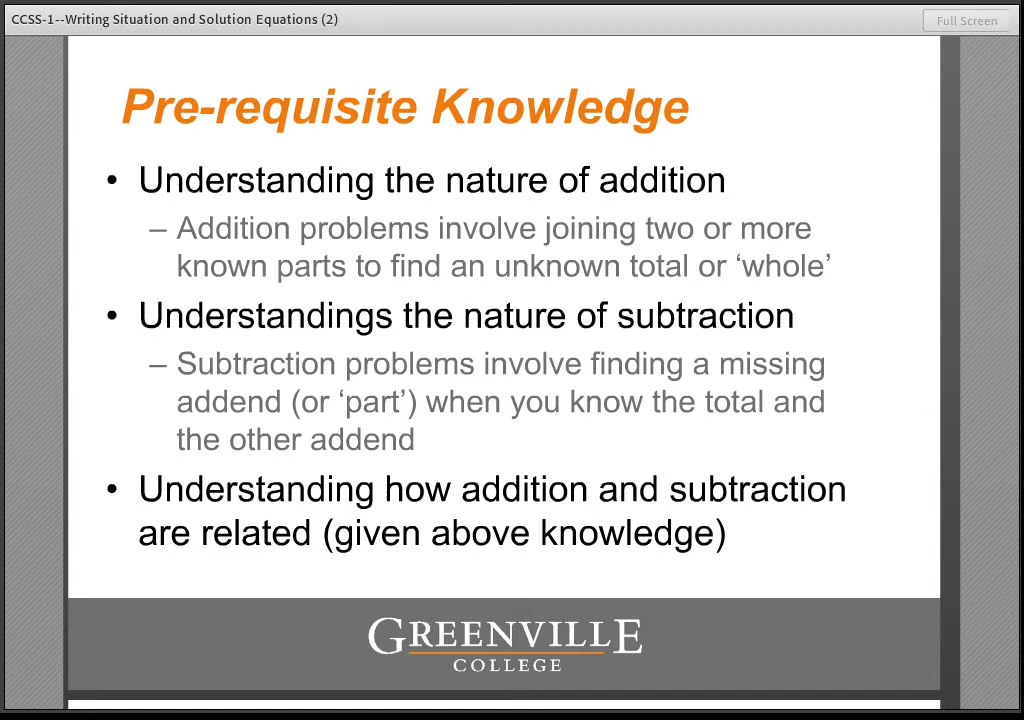 CCSS-1--Writing Situation and Solution Equations (2)
Full Screen
Pre-requisite Knowledge
• Understanding the nature of addition
– Addition problems involve joining two or more
known parts to find an unknown total or ‘whole’
• Understandings the nature of subtraction
– Subtraction problems involve finding a missing
addend (or ‘part’) when you know the total and
the other addend
• Understanding how addition and subtraction
are related (given above knowledge)
GREENVILLE
COLLEGE